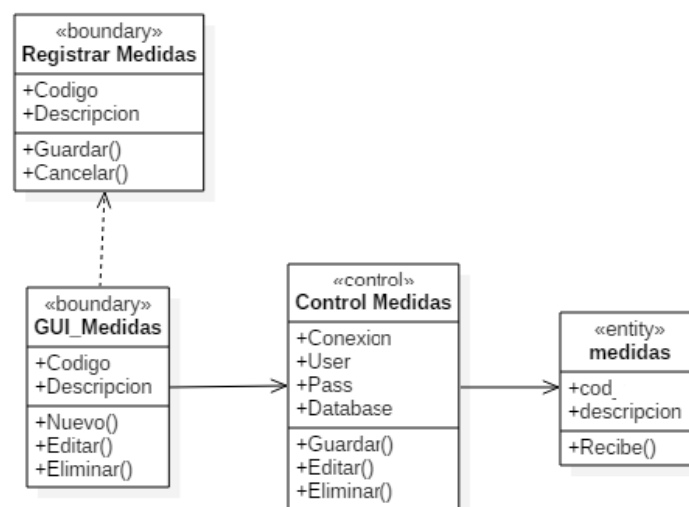 «boundary»
Registrar Medidas
+Codigo
+Descripcion
+Guardar()
+Cancelar()
«boundary»
GUI_Medidas
+Codigo
+Descripcion
+Nuevo()
+Editar()
+Eliminar()
«control»
Control Medidas
+Conexion
+User
+Pass
+Database
+Guardar()
+Editar()
+Eliminar()
«entity»
medidas
+cod_
+descripcion
+Recibe()